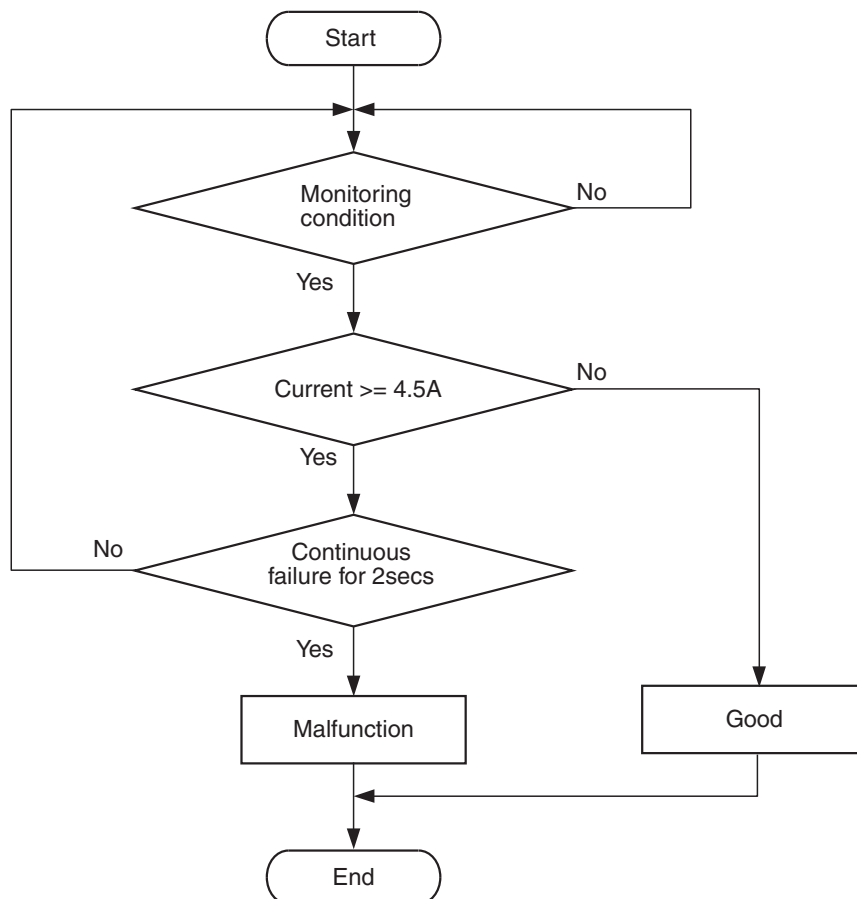 Start
Monitoring
condition
No
Yes
Current >= 4.5A
No
Yes
Continuous
failure for 2secs
No
Yes
Malfunction
Good
End